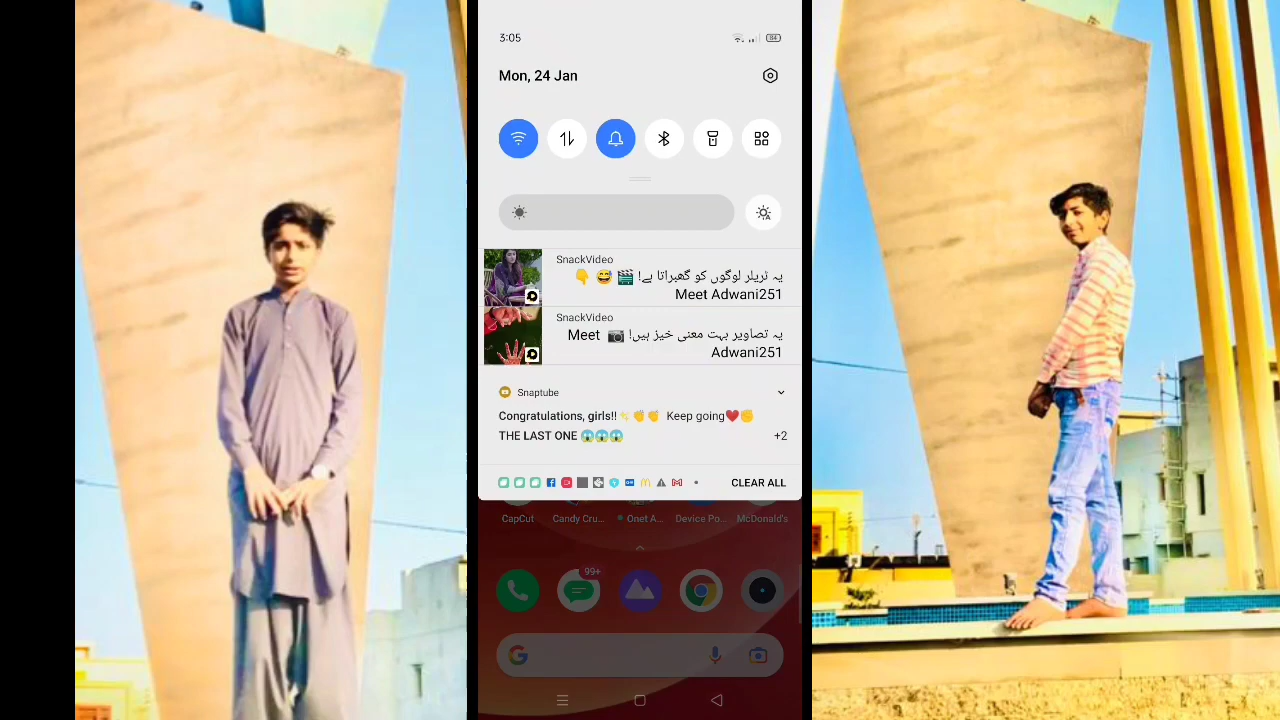 3:05
84
Mon, 24 Jan
SnackVideo
یہ ٹریلر لوگوں کو گھبراتا ہے! 🎬 😅 👇
Meet Adwani251
SnackVideo
یہ تصاویر بہت معنی خیز ہیں! 📷 Meet
Adwani251
Snaptube
Congratulations, girls!!✨👏👏 Keep going❤️✊
THE LAST ONE 😱😱😱 +2
CLEAR ALL
CapCut Candy Cru... Onet A... Device Po... McDonald's
99+